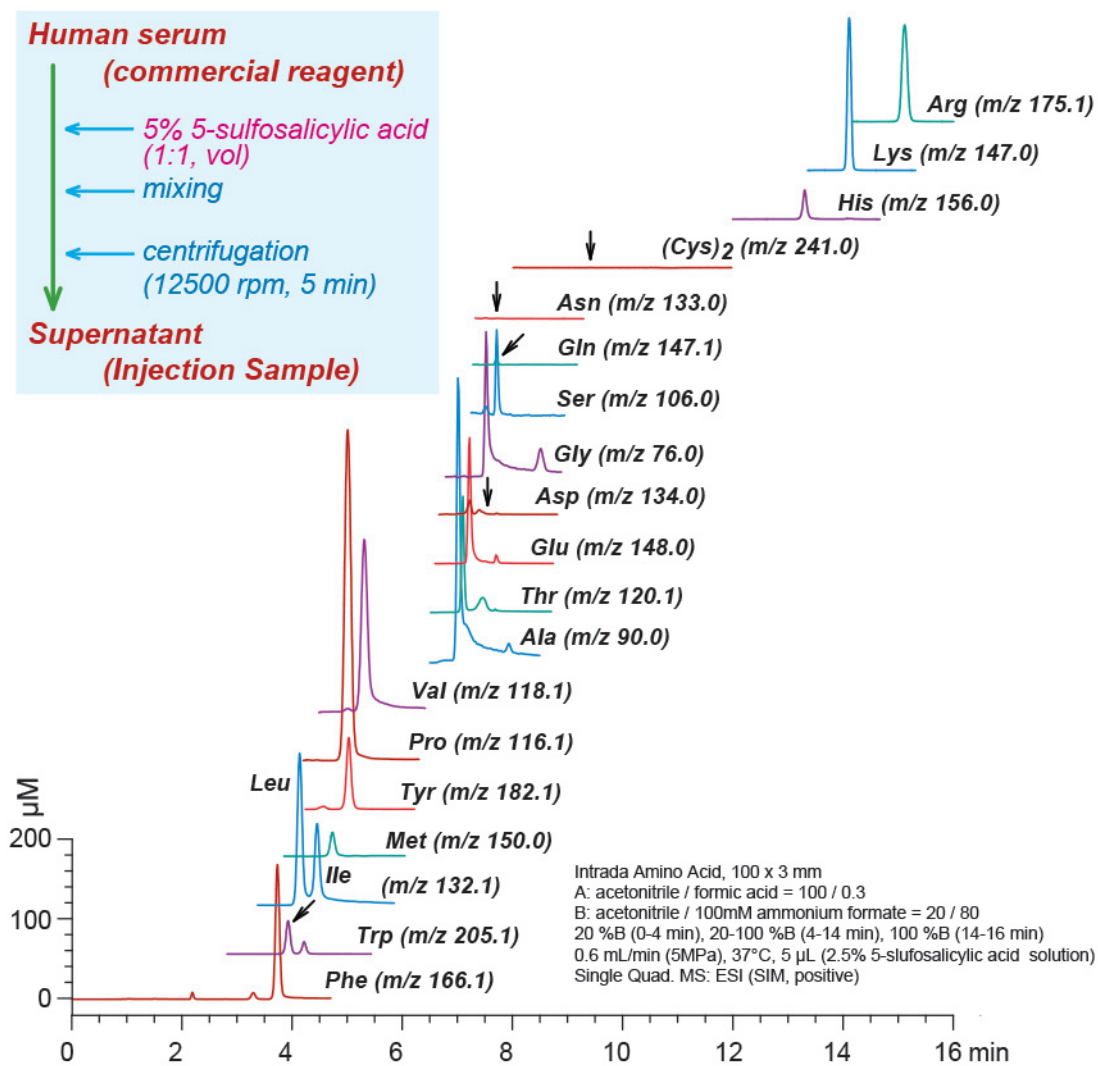 Human serum
(commercial reagent)
5% 5-sulfosalicylic acid
(1:1, vol)
mixing
centrifugation
(12500 rpm, 5 min)
Supernatant
(Injection Sample)
Arg (m/z 175.1)
Lys (m/z 147.0)
His (m/z 156.0)
(Cys)2 (m/z 241.0)
Asn (m/z 133.0)
Gln (m/z 147.1)
Ser (m/z 106.0)
Gly (m/z 76.0)
Asp (m/z 134.0)
Glu (m/z 148.0)
Thr (m/z 120.1)
Ala (m/z 90.0)
Val (m/z 118.1)
Pro (m/z 116.1)
Leu
Tyr (m/z 182.1)
Met (m/z 150.0)
Ile (m/z 132.1)
Trp (m/z 205.1)
Phe (m/z 166.1)
µM
200
100
0
Intrada Amino Acid, 100 x 3 mm
A: acetonitrile / formic acid = 100 / 0.3
B: acetonitrile / 100mM ammonium formate = 20 / 80
20 %B (0-4 min), 20-100 %B (4-14 min), 100 %B (14-16 min)
0.6 mL/min (5MPa), 37°C, 5 µL (2.5% 5-slufosalicylic acid solution)
Single Quad. MS: ESI (SIM, positive)
0 2 4 6 8 10 12 14 16 min